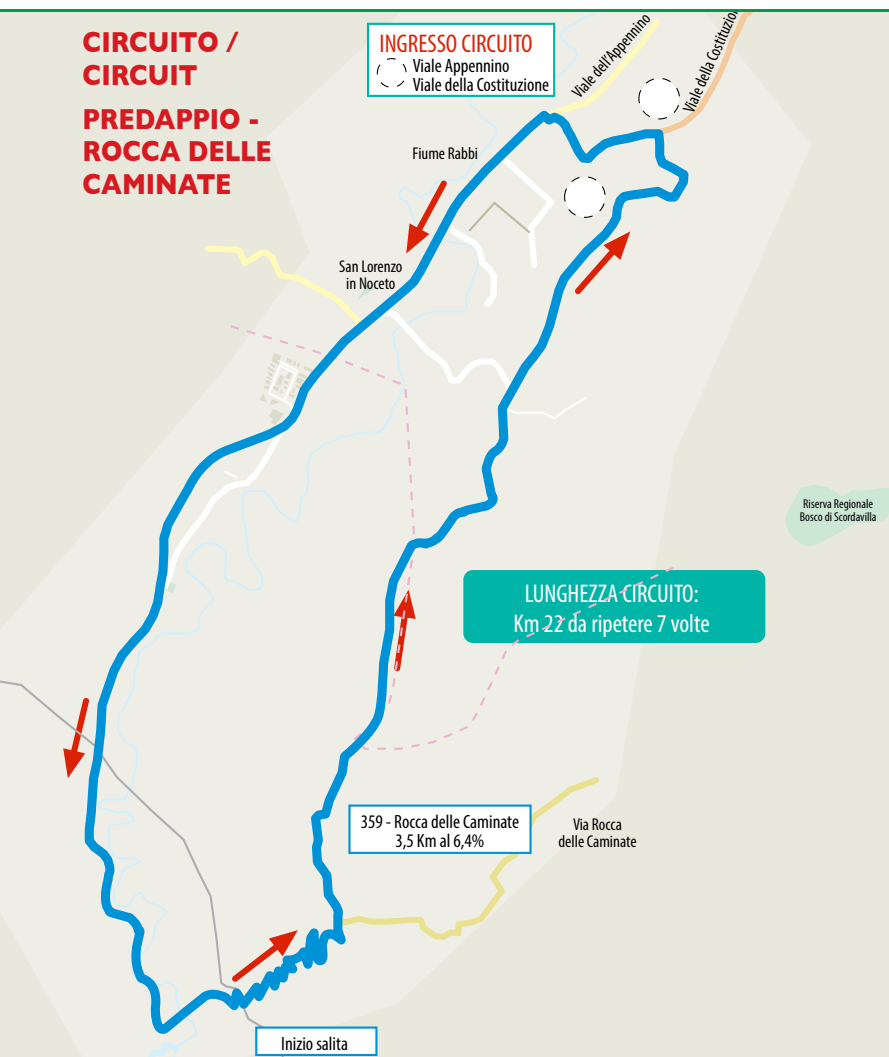 CIRCUITO /
CIRCUIT
PREDAPPIO -
ROCCA DELLE
CAMINATE
INGRESSO CIRCUITO
Viale Appennino
Viale della Costituzione
Viale dell'Appennino
Viale della Costituzion
Fiume Rabbi
San Lorenzo
in Noceto
Riserva Regionale
Bosco di Scordavilla
LUNGHEZZA CIRCUITO:
Km 22 da ripetere 7 volte
359 - Rocca delle Caminate
3,5 Km al 6,4%
Via Rocca
delle Caminate
Inizio salita